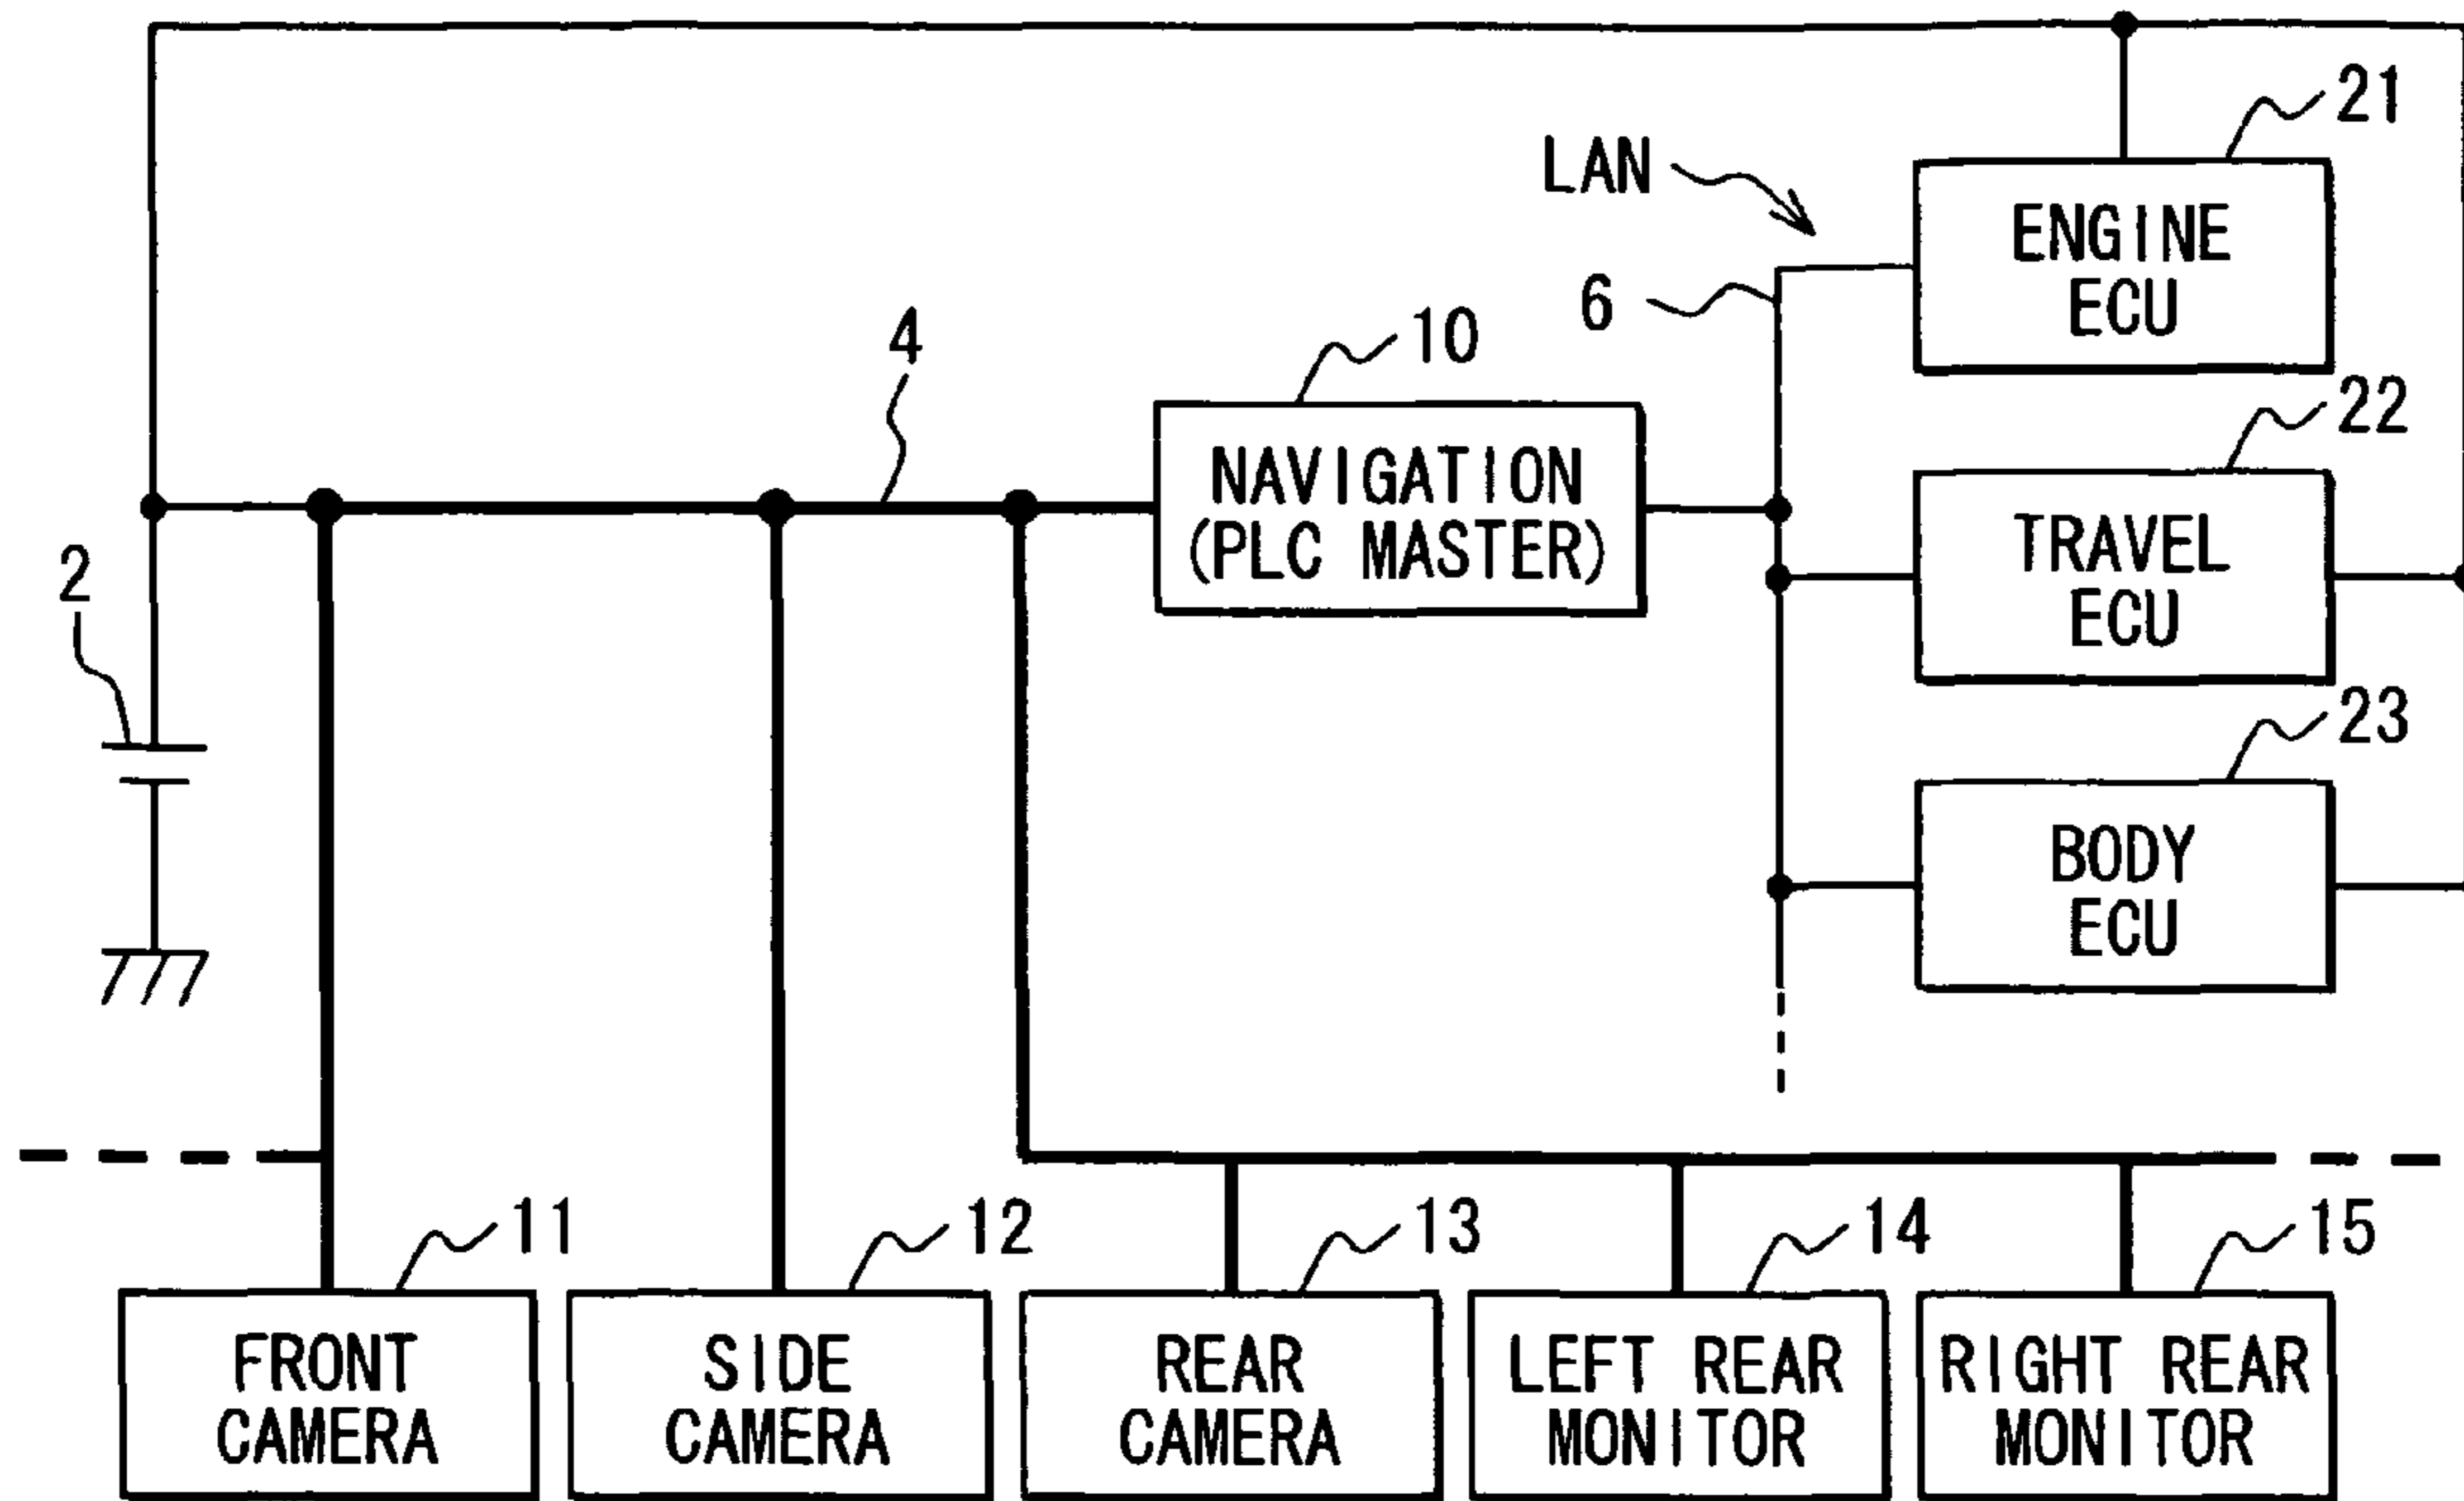 21
LAN
ENGINE
ECU
6
4
10
22
NAVIGATION
(PLC MASTER)
TRAVEL
ECU
2
23
BODY
ECU
11
12
13
14
15
FRONT
CAMERA
SIDE
CAMERA
REAR
CAMERA
LEFT REAR
MONITOR
RIGHT REAR
MONITOR